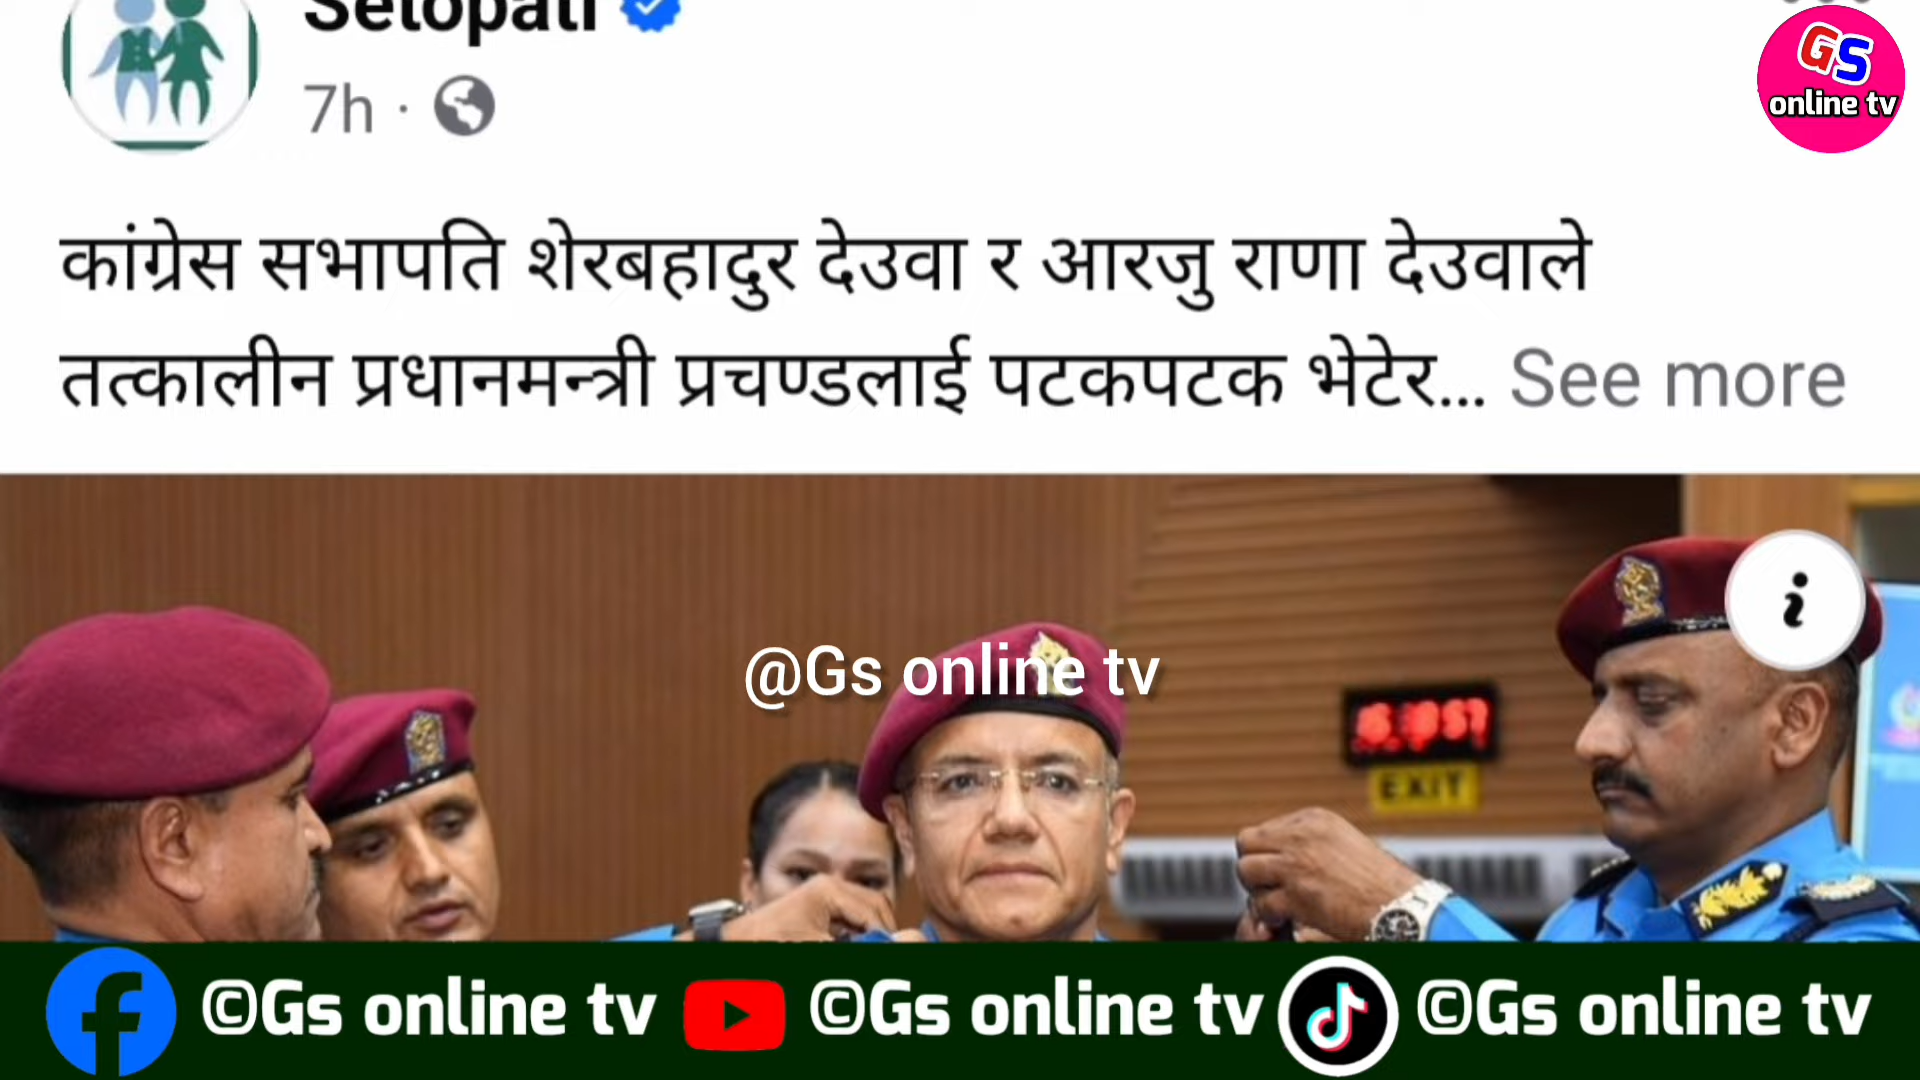 Setopati
GS
online tv
7h ·
कांग्रेस सभापति शेरबहादुर देउवा र आरजु राणा देउवाले
तत्कालीन प्रधानमन्त्री प्रचण्डलाई पटकपटक भेटेर... See more
i
@Gs online tv
EXIT
©Gs online tv ©Gs online tv ©Gs online tv